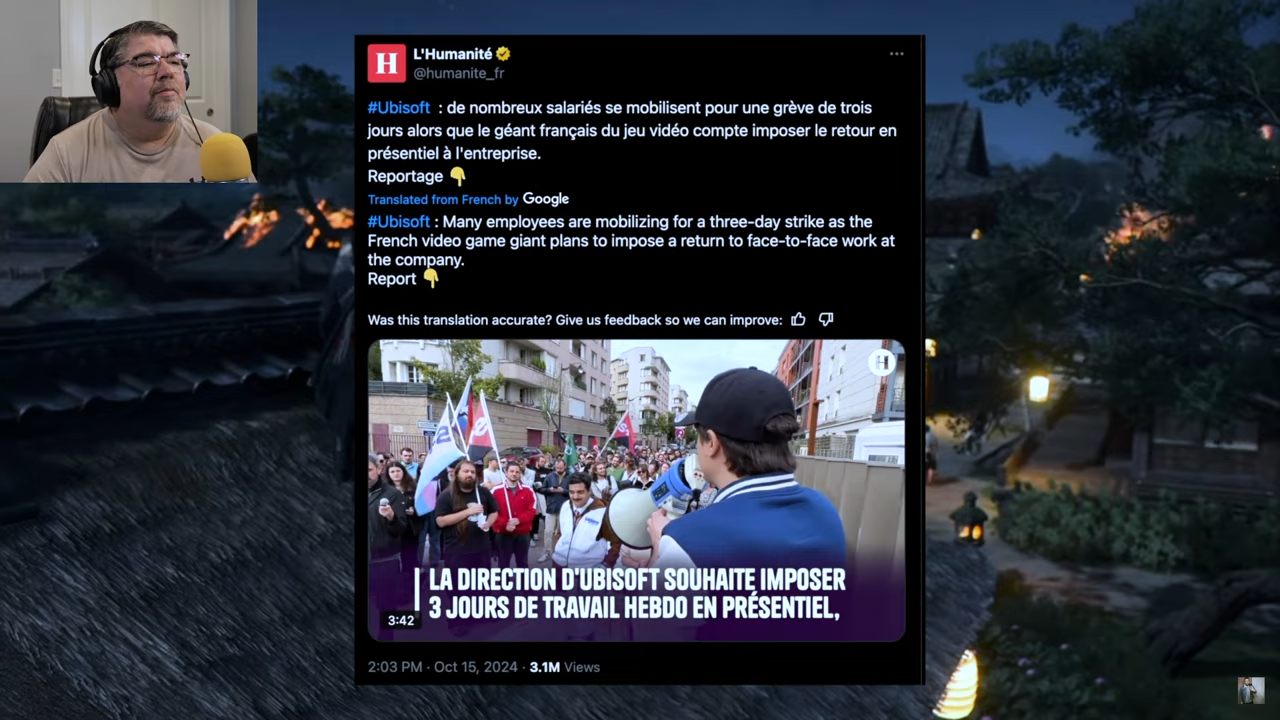 H L'Humanité
@humanite_fr
#Ubisoft : de nombreux salariés se mobilisent pour une grève de trois
jours alors que le géant français du jeu vidéo compte imposer le retour en
présentiel à l'entreprise.
Reportage 👇
Translated from French by Google
#Ubisoft : Many employees are mobilizing for a three-day strike as the
French video game giant plans to impose a return to face-to-face work at
the company.
Report 👇
Was this translation accurate? Give us feedback so we can improve:
H
LA DIRECTION D'UBISOFT SOUHAITE IMPOSER
3 JOURS DE TRAVAIL HEBDO EN PRÉSENTIEL,
3:42
2:03 PM · Oct 15, 2024 · 3.1M Views